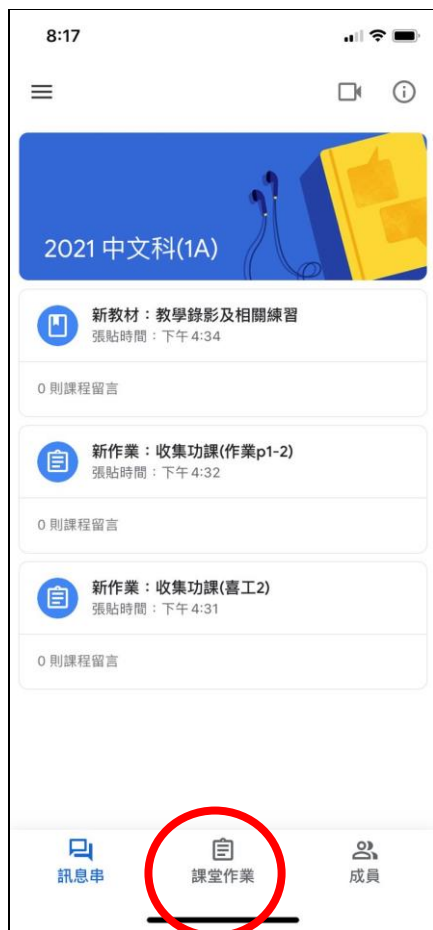 8:17
2021 中文科(1A)
新教材：教學錄影及相關練習
張貼時間：下午 4:34
0 則課程留言
新作業：收集功課(作業p1-2)
張貼時間：下午 4:32
0 則課程留言
新作業：收集功課(喜工2)
張貼時間：下午 4:31
0 則課程留言
訊息串
課堂作業
成員